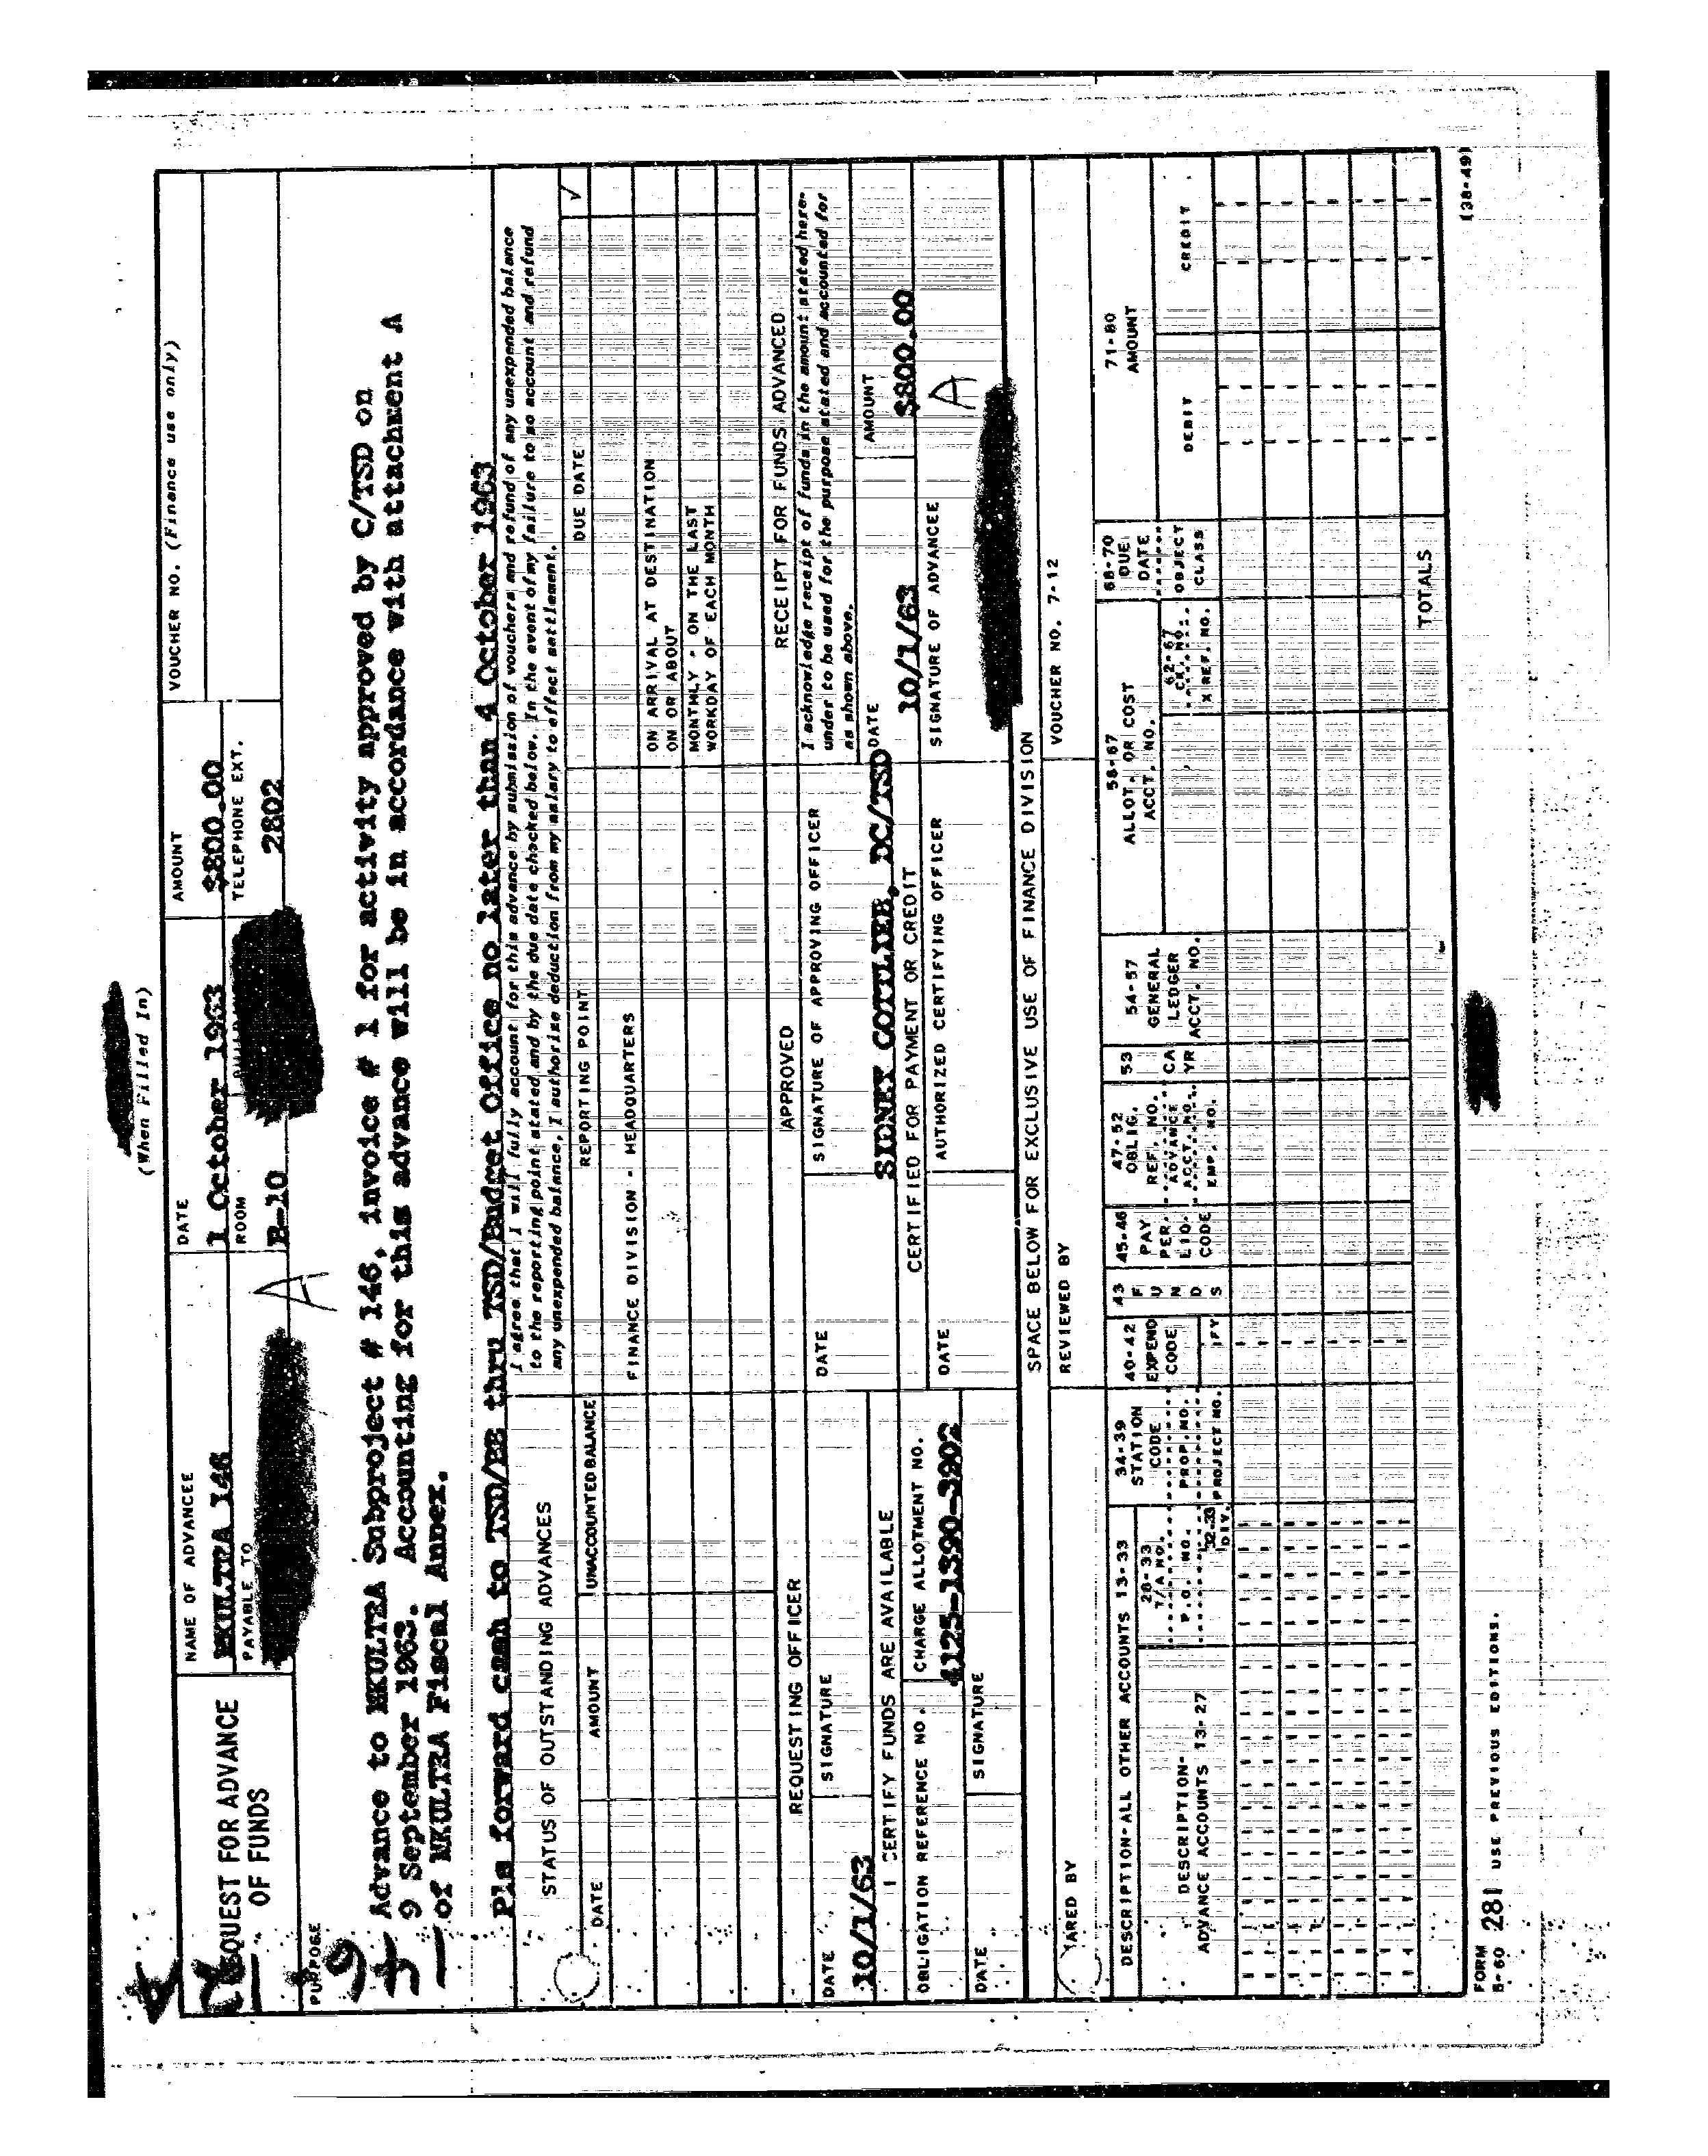 (When Filled In)
REQUEST FOR ADVANCE
OF FUNDS
NAME OF ADVANCEE
MKULTRA 146
DATE
1 October 1963
AMOUNT
$800.00
VOUCHER NO. (Finance use only)
PAYABLE TO
A
ROOM
B-10
TELEPHONE EXT.
2802
PURPOSE
Advance to MKULTRA Subproject # 146, invoice # 1 for activity approved by C/TSD on
9 September 1963. Accounting for this advance will be in accordance with attachment A
of MKULTRA Fiscal Annex.
Pls forward cash to TSD/BB thru TSD/Budget Office no later than 4 October 1963
I agree that I will fully account for this advance by submission of vouchers and refund of any unexpended balance
to the reporting point stated and by the due date checked below. In the event of my failure to so account and refund
any unexpended balance, I authorize deduction from my salary to effect settlement.
STATUS OF OUTSTANDING ADVANCES
REPORTING POINT
DUE DATE
√
DATE
AMOUNT
UNACCOUNTED BALANCE
FINANCE DIVISION - HEADQUARTERS
ON ARRIVAL AT DESTINATION
ON OR ABOUT
MONTHLY - ON THE LAST
WORKDAY OF EACH MONTH
REQUESTING OFFICER
APPROVED
RECEIPT FOR FUNDS ADVANCED
DATE
10/1/63
SIGNATURE
DATE
SIGNATURE OF APPROVING OFFICER
SIDNEY GOTTLIEB, DC/TSD
I acknowledge receipt of funds in the amount stated here-
under to be used for the purpose stated and accounted for
as shown above.
DATE
10/1/63
AMOUNT
$800.00
I CERTIFY FUNDS ARE AVAILABLE
CERTIFIED FOR PAYMENT OR CREDIT
OBLIGATION REFERENCE NO.
CHARGE ALLOTMENT NO.
4125-1390-3902
DATE
AUTHORIZED CERTIFYING OFFICER
SIGNATURE OF ADVANCEE
A
DATE
SIGNATURE
SPACE BELOW FOR EXCLUSIVE USE OF FINANCE DIVISION
REVIEWED BY
VOUCHER NO. 7-12
DESCRIPTION-ALL OTHER ACCOUNTS 13-33
DESCRIPTION-
ADVANCE ACCOUNTS 13-27
28-33
T/A NO.
P.O. NO.
32-33
DIV.
34-39
STATION
CODE
PROP. NO.
PROJECT NO.
40-42
EXPEND
CODE
FY
43
FUNDS
45-46
PAY
PER.
LIQ.
CODE
47-52
OBLIG.
REF. NO.
ADVANCE
ACCT. NO.
EMP. NO.
53
CA
YR
54-57
GENERAL
LEDGER
ACCT. NO.
58-67
ALLOT. OR COST
ACCT. NO.
62-67
CK. NO.
X REF. NO.
68-70
DUE
DATE
OBJECT
CLASS
71-80
AMOUNT
DEBIT
CREDIT
TOTALS
FORM
5-60 281 USE PREVIOUS EDITIONS.
(38-49)